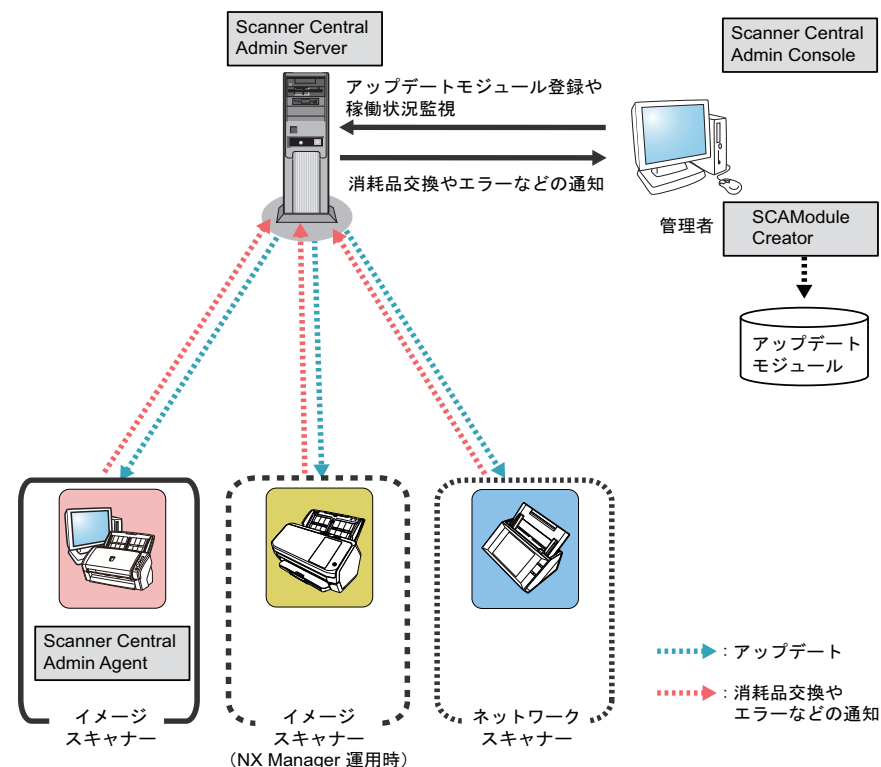 Scanner Central
Admin Server
Scanner Central
Admin Console
アップデートモジュール登録や
稼働状況監視
消耗品交換やエラーなどの通知
管理者
SCAModule
Creator
アップデート
モジュール
Scanner Central
Admin Agent
イメージ
スキャナー
イメージ
スキャナー
(NX Manager 運用時)
ネットワーク
スキャナー
:アップデート
:消耗品交換や
エラーなどの通知